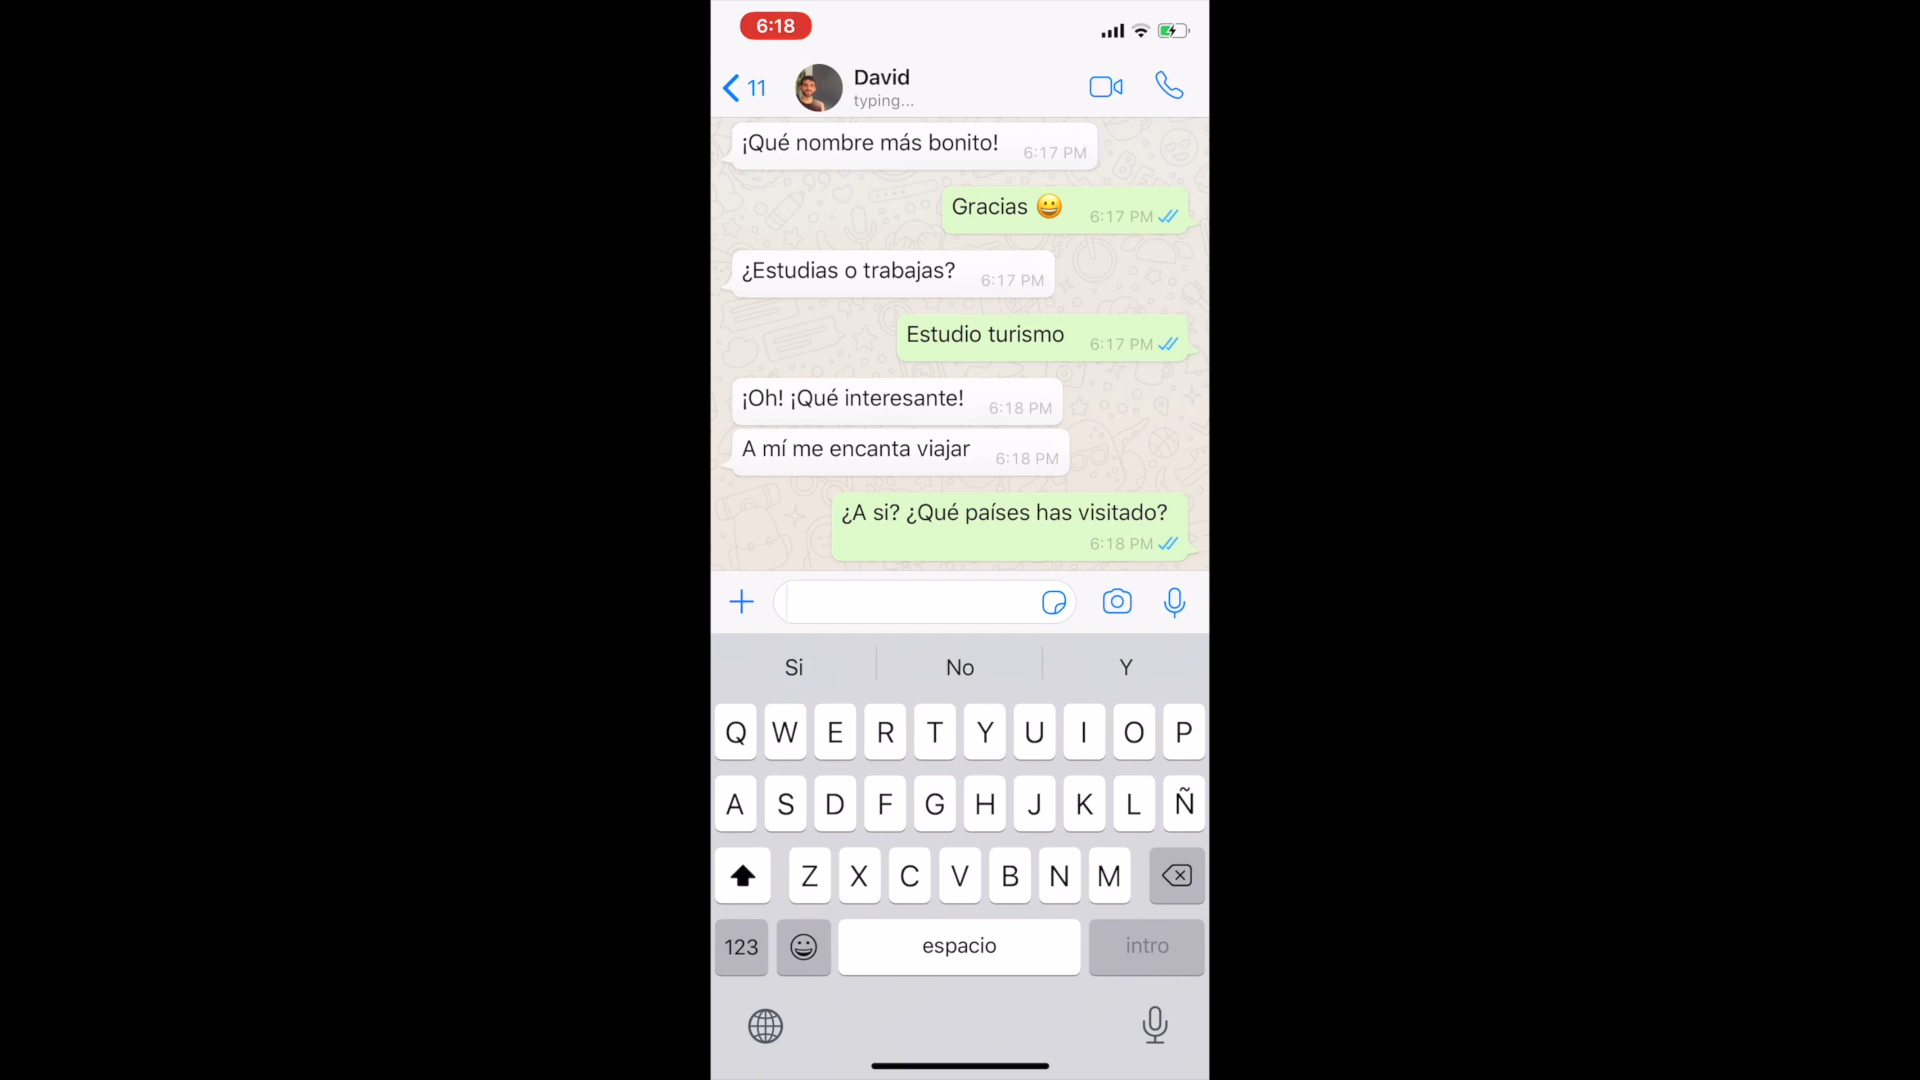 6:18
11
David
typing...
¡Qué nombre más bonito! 6:17 PM
Gracias 😀 6:17 PM
¿Estudias o trabajas? 6:17 PM
Estudio turismo 6:17 PM
¡Oh! ¡Qué interesante! 6:18 PM
A mí me encanta viajar 6:18 PM
¿A si? ¿Qué países has visitado?
6:18 PM
Si No Y
Q W E R T Y U I O P
A S D F G H J K L Ñ
Z X C V B N M
123 espacio intro